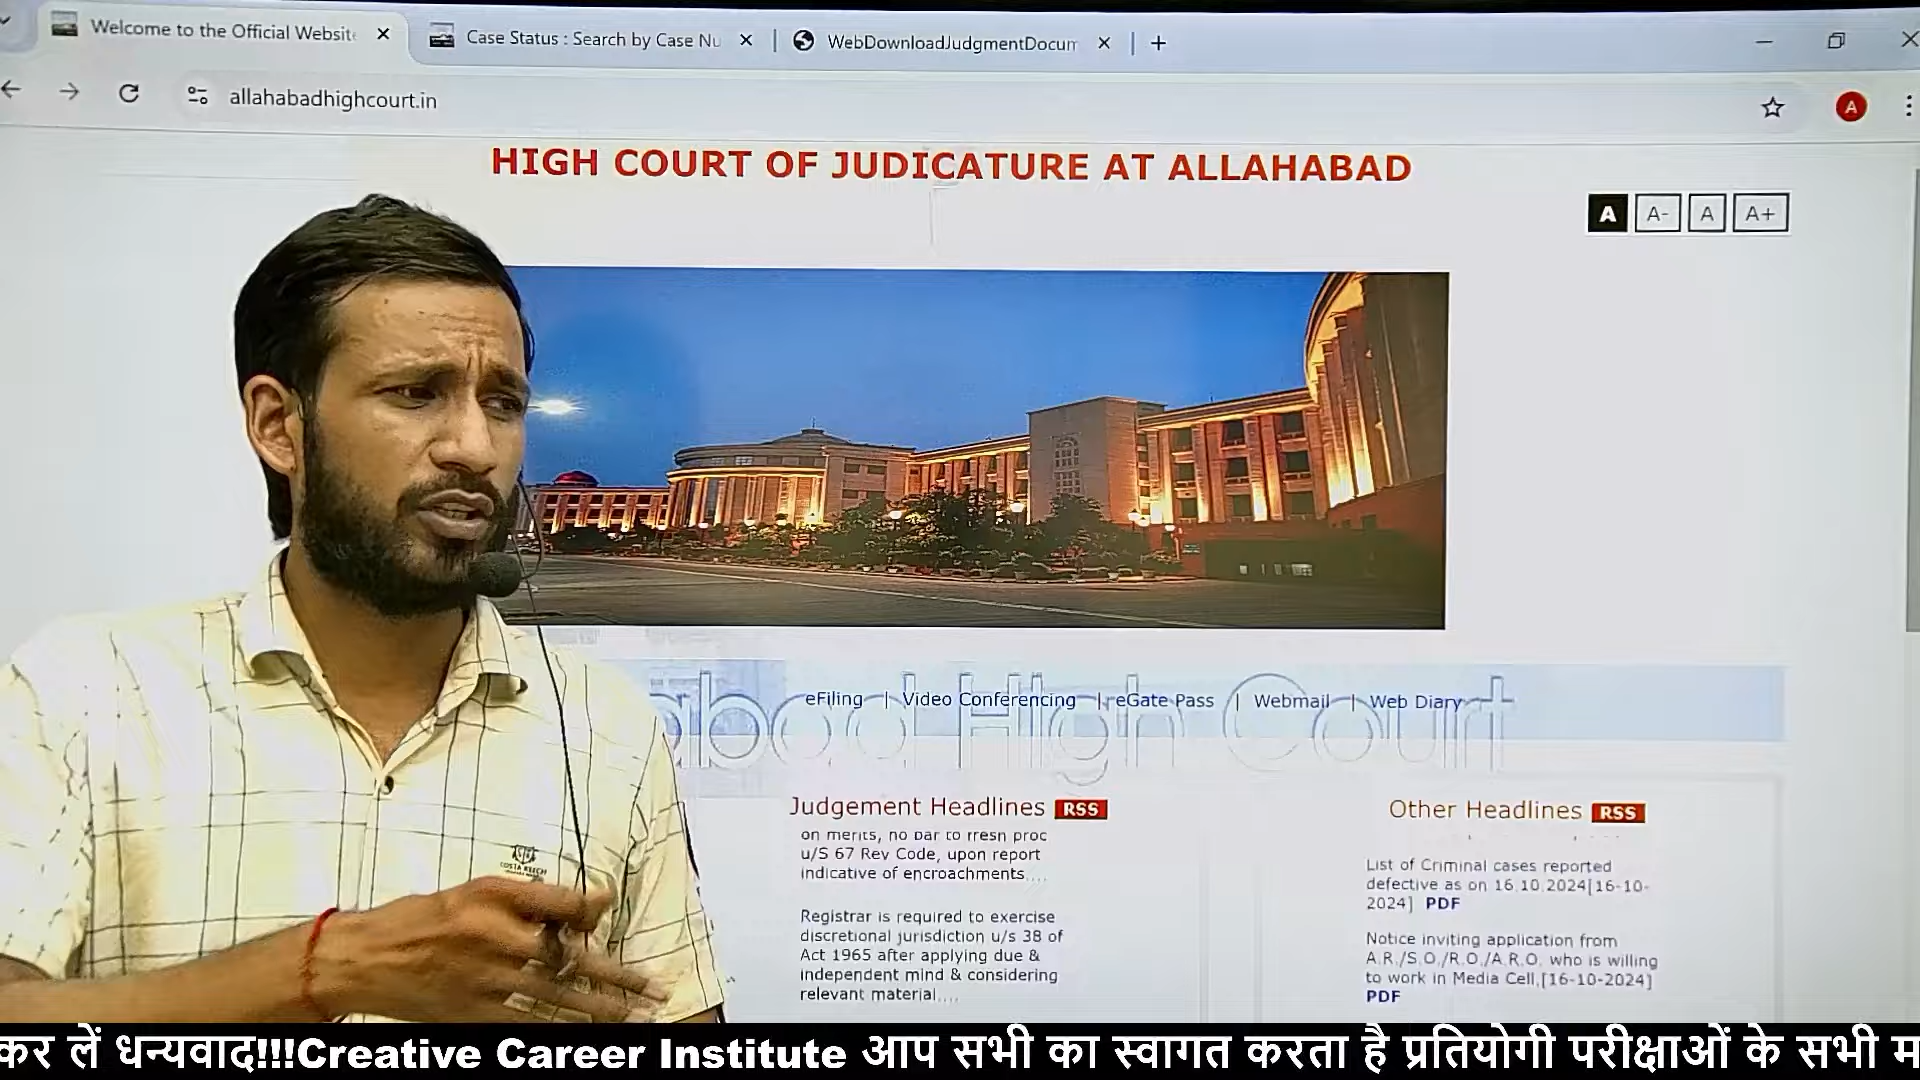 Welcome to the Official Website
Case Status : Search by Case Nu
WebDownloadJudgmentDocum
allahabadhighcourt.in
A
HIGH COURT OF JUDICATURE AT ALLAHABAD
A A- A A+
abad High Court
eFiling | Video Conferencing | eGate Pass | Webmail | Web Diary
Judgement Headlines RSS
on merits, no bar to fresh proc
u/S 67 Rev Code, upon report
indicative of encroachments....
Registrar is required to exercise
discretional jurisdiction u/s 38 of
Act 1965 after applying due &
independent mind & considering
relevant material....
Other Headlines RSS
List of Criminal cases reported
defective as on 16.10.2024[16-10-
2024] PDF
Notice inviting application from
A.R./S.O./R.O./A.R.O. who is willing
to work in Media Cell,[16-10-2024]
PDF
COSTA KEECH
कर लें धन्यवाद!!!Creative Career Institute आप सभी का स्वागत करता है प्रतियोगी परीक्षाओं के सभी म